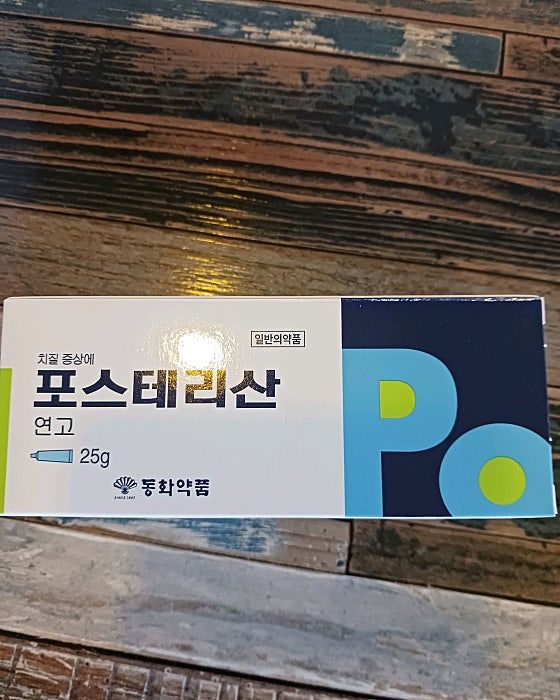 일반의약품
치질 증상에
포스테리산
연고
25g
동화약품
SINCE 1897
Po